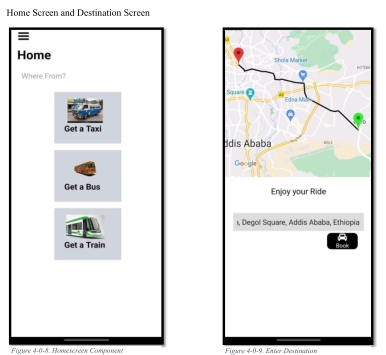 Home Screen and Destination Screen
Home
Where From?
Get a Taxi
Get a Bus
Get a Train
Figure 4-0-8. Homescreen Component
Shola Market
Square
Edna Mall
ddis Ababa
BOLE
Google
Enjoy your Ride
, Degol Square, Addis Ababa, Ethiopia
Book
Figure 4-0-9. Enter Destination